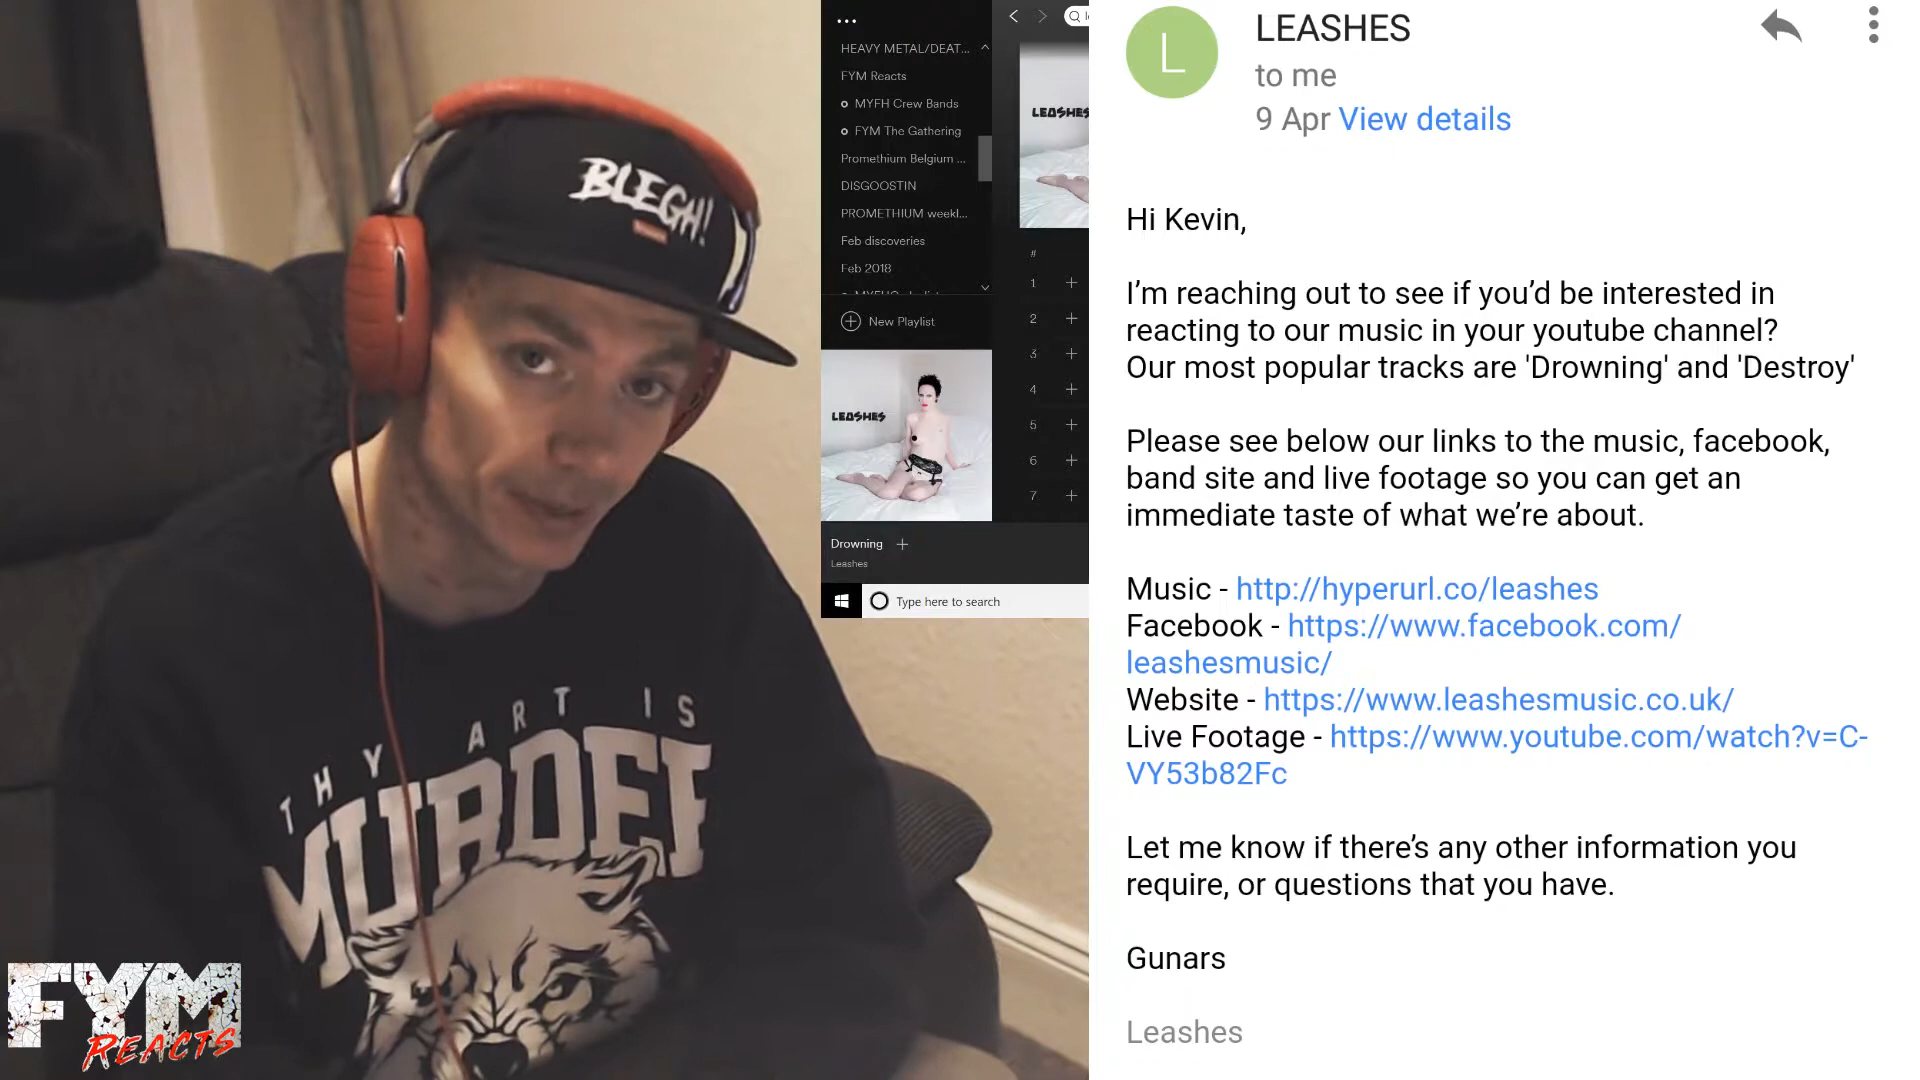 BLEGH!
THY ART IS
MURDER
FYM
REACTS
...
HEAVY METAL/DEAT...
FYM Reacts
MYFH Crew Bands
FYM The Gathering
Promethium Belgium ...
DISGOOSTIN
PROMETHIUM weekl...
Feb discoveries
Feb 2018
New Playlist
LEASHES
Drowning
Leashes
Type here to search
LEASHES
#
1
2
3
4
5
6
7
L
LEASHES
to me
9 Apr View details
Hi Kevin,
I’m reaching out to see if you’d be interested in
reacting to our music in your youtube channel?
Our most popular tracks are 'Drowning' and 'Destroy'
Please see below our links to the music, facebook,
band site and live footage so you can get an
immediate taste of what we’re about.
Music - http://hyperurl.co/leashes
Facebook - https://www.facebook.com/
leashesmusic/
Website - https://www.leashesmusic.co.uk/
Live Footage - https://www.youtube.com/watch?v=C-
VY53b82Fc
Let me know if there’s any other information you
require, or questions that you have.
Gunars
Leashes